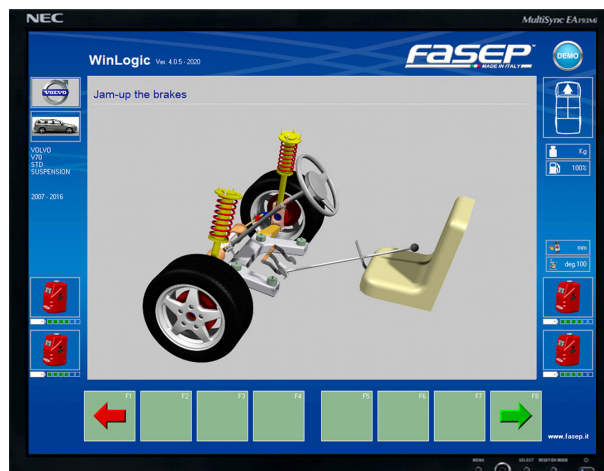 NEC
MultiSync EA193Mi
WinLogic Ver. 4.0.5 - 2020
FASEP
MADE IN ITALY
DEMO
VOLVO
Jam-up the brakes
VOLVO
V70
STD
SUSPENSION
2007 - 2016
Kg
100%
mm
deg.100
F1 F2 F3 F4 F5 F6 F7 F8
www.fasep.it
MENU SELECT RESET/DV MODE